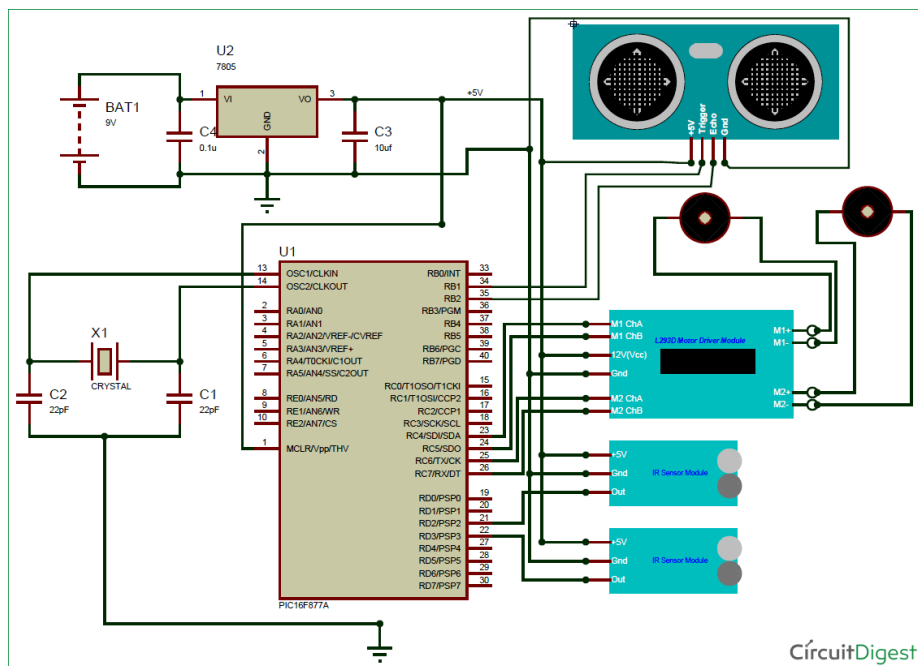 U2
7805
1
VI
VO
3
GND
2
+5V
BAT1
9V
C4
0.1u
C3
10uf
+5V
Trigger
Echo
Gnd
U1
13
OSC1/CLKIN
14
OSC2/CLKOUT
2
RA0/AN0
3
RA1/AN1
4
RA2/AN2/VREF-/CVREF
5
RA3/AN3/VREF+
6
RA4/T0CKI/C1OUT
7
RA5/AN4/SS/C2OUT
8
RE0/AN5/RD
9
RE1/AN6/WR
10
RE2/AN7/CS
1
MCLR/Vpp/THV
RB0/INT
33
RB1
34
RB2
35
RB3/PGM
36
RB4
37
RB5
38
RB6/PGC
39
RB7/PGD
40
RC0/T1OSO/T1CKI
15
RC1/T1OSI/CCP2
16
RC2/CCP1
17
RC3/SCK/SCL
18
RC4/SDI/SDA
23
RC5/SDO
24
RC6/TX/CK
25
RC7/RX/DT
26
RD0/PSP0
19
RD1/PSP1
20
RD2/PSP2
21
RD3/PSP3
22
RD4/PSP4
27
RD5/PSP5
28
RD6/PSP6
29
RD7/PSP7
30
PIC16F877A
X1
CRYSTAL
C2
22pF
C1
22pF
M1 ChA
M1 ChB
12V(Vcc)
Gnd
M2 ChA
M2 ChB
L293D Motor Driver Module
M1+
M1-
M2+
M2-
+5V
Gnd
Out
IR Sensor Module
+5V
Gnd
Out
IR Sensor Module
CircuitDigest